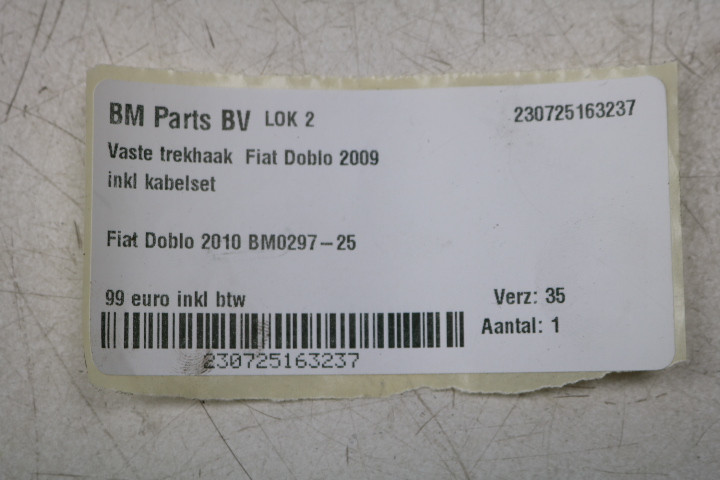 BM Parts BV LOK 2 230725163237
Vaste trekhaak Fiat Doblo 2009
inkl kabelset
Fiat Doblo 2010 BM0297-25
99 euro inkl btw Verz: 35
Aantal: 1
230725163237